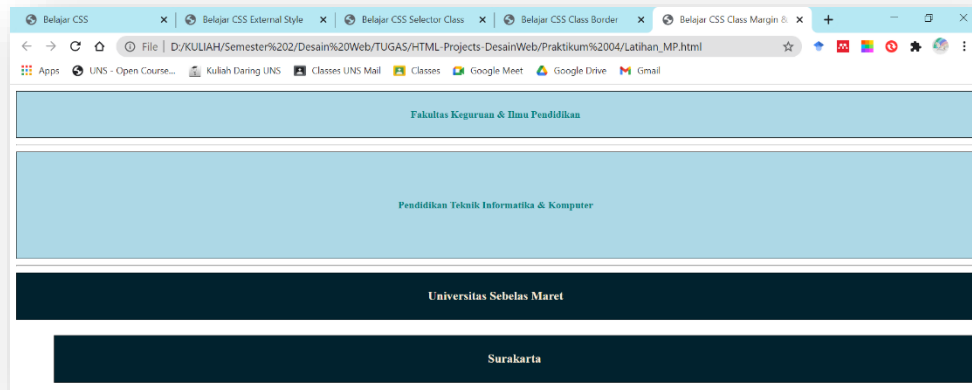 Belajar CSS
Belajar CSS External Style
Belajar CSS Selector Class
Belajar CSS Class Border
Belajar CSS Class Margin &
File | D:/KULIAH/Semester%202/Desain%20Web/TUGAS/HTML-Projects-DesainWeb/Praktikum%2004/Latihan_MP.html
Apps UNS - Open Course... Kuliah Daring UNS Classes UNS Mail Classes Google Meet Google Drive Gmail
Fakultas Keguruan & Ilmu Pendidikan
Pendidikan Teknik Informatika & Komputer
Universitas Sebelas Maret
Surakarta